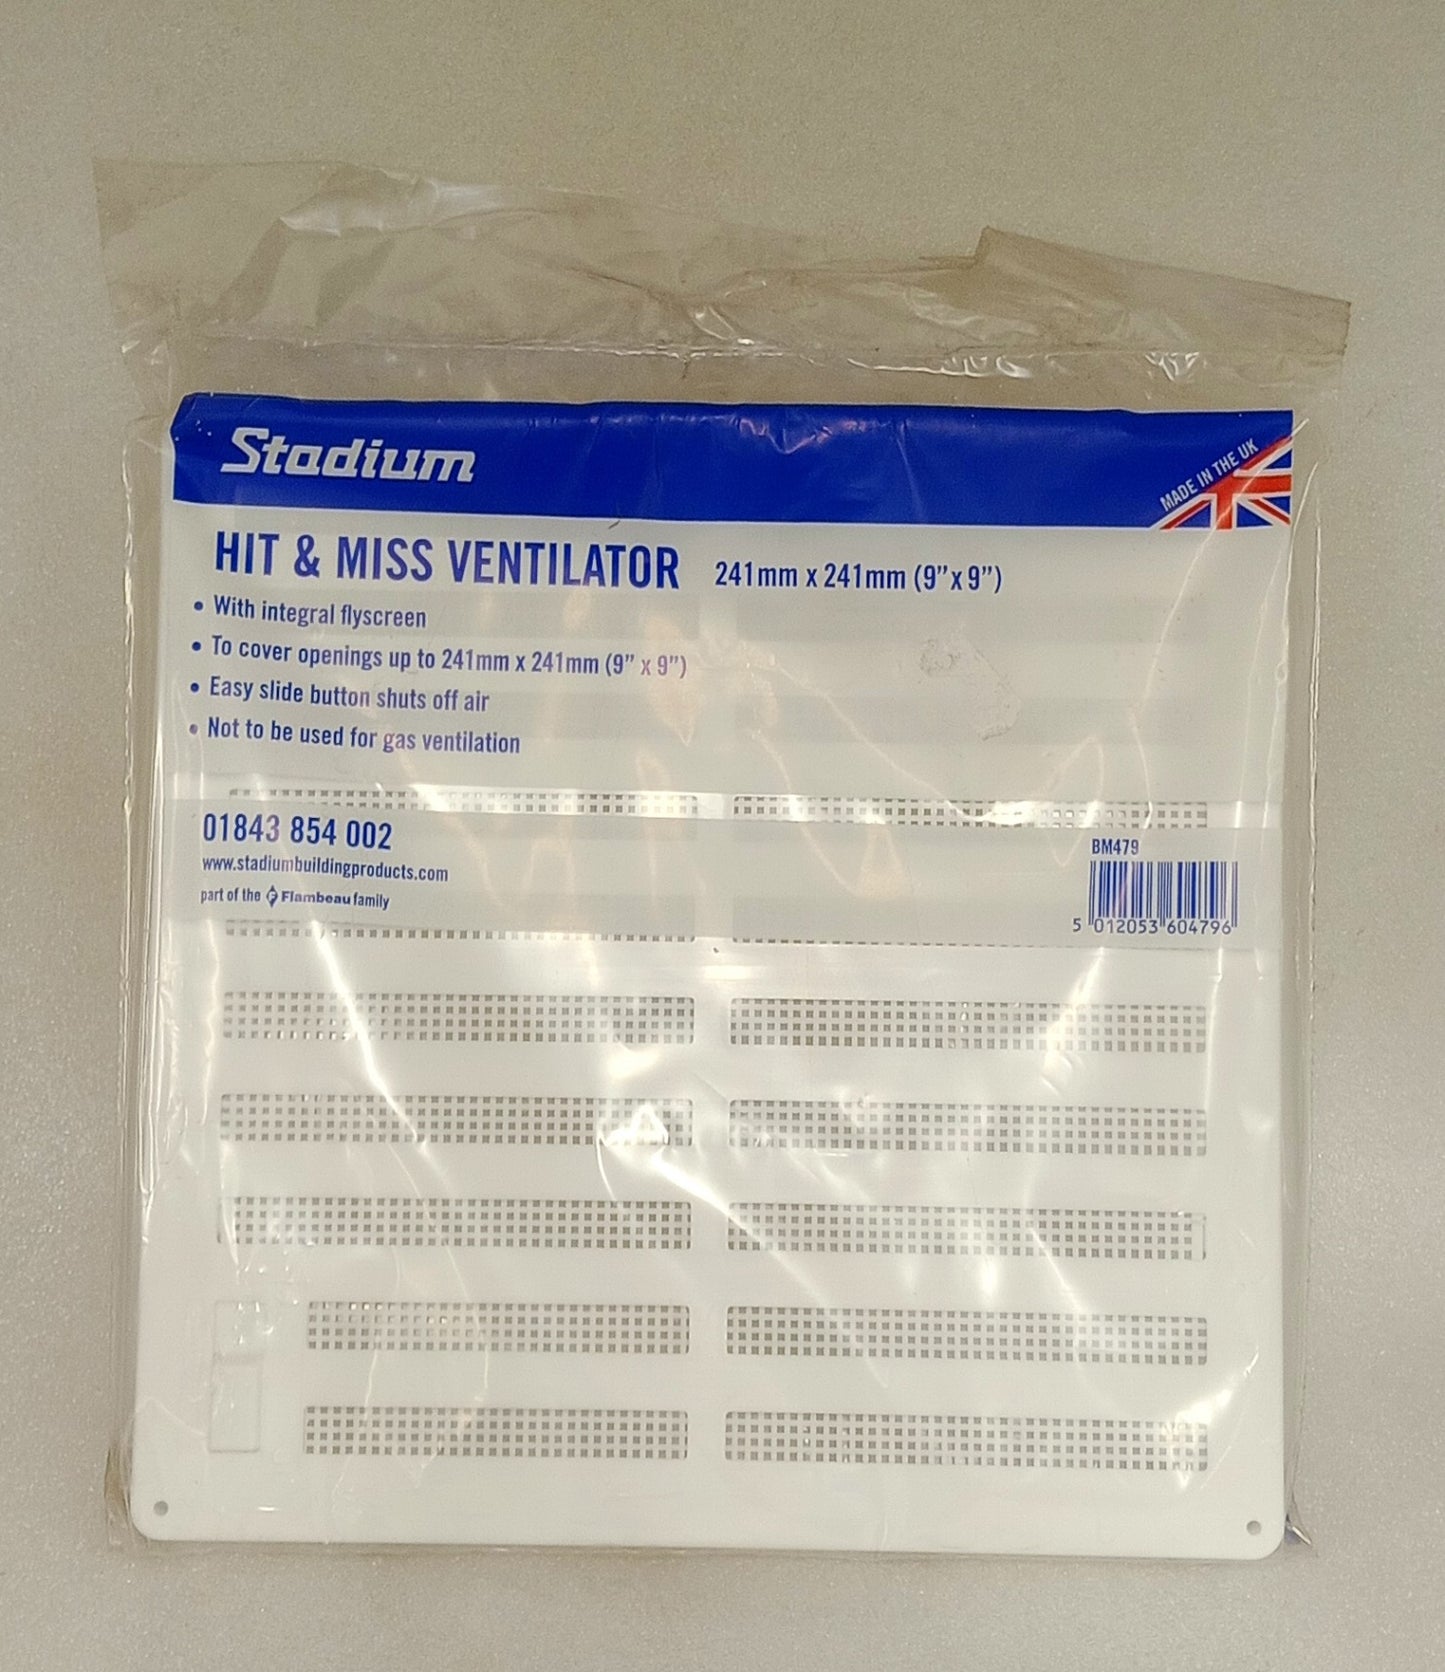 Stadium
MADE IN THE UK
HIT & MISS VENTILATOR 241mm x 241mm (9”x 9”)
• With integral flyscreen
• To cover openings up to 241mm x 241mm (9” x 9”)
• Easy slide button shuts off air
• Not to be used for gas ventilation
01843 854 002
www.stadiumbuildingproducts.com
part of the Flambeau family
BM479
5 012053 604796